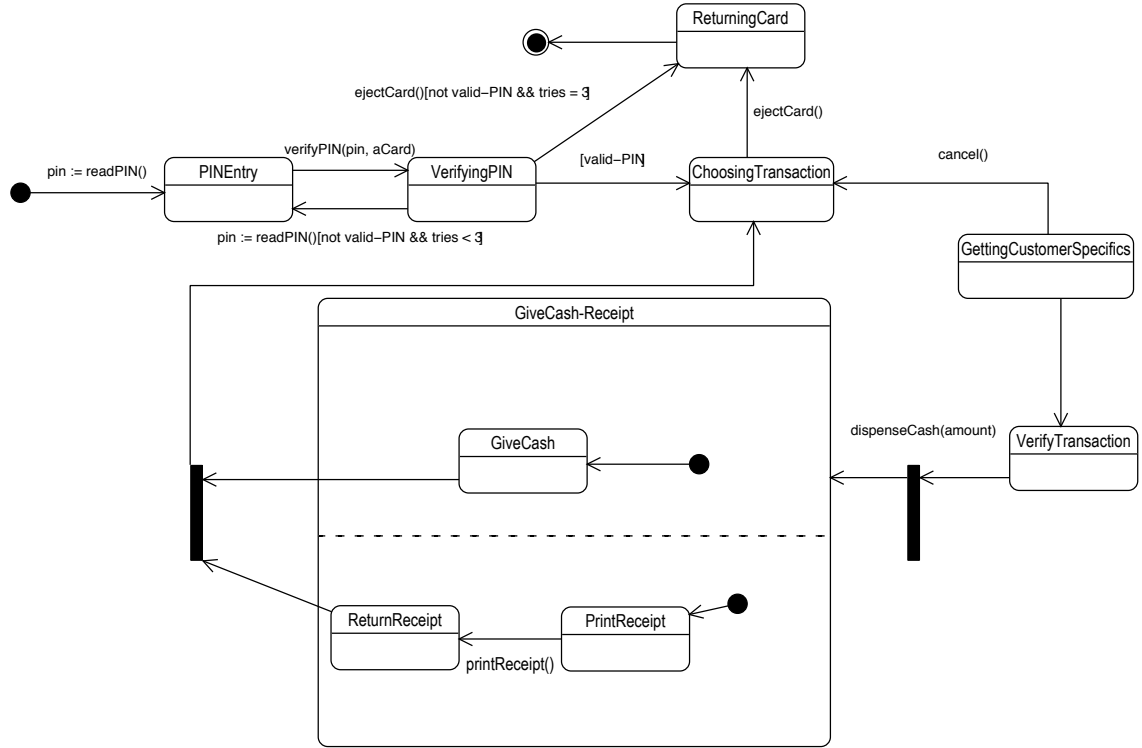 ReturningCard
ejectCard()[not valid–PIN && tries = 3]
ejectCard()
verifyPIN(pin, aCard)
[valid–PIN]
cancel()
pin := readPIN()
PINEntry
VerifyingPIN
ChoosingTransaction
pin := readPIN()[not valid–PIN && tries < 3]
GettingCustomerSpecifics
GiveCash-Receipt
dispenseCash(amount)
GiveCash
VerifyTransaction
ReturnReceipt
PrintReceipt
printReceipt()